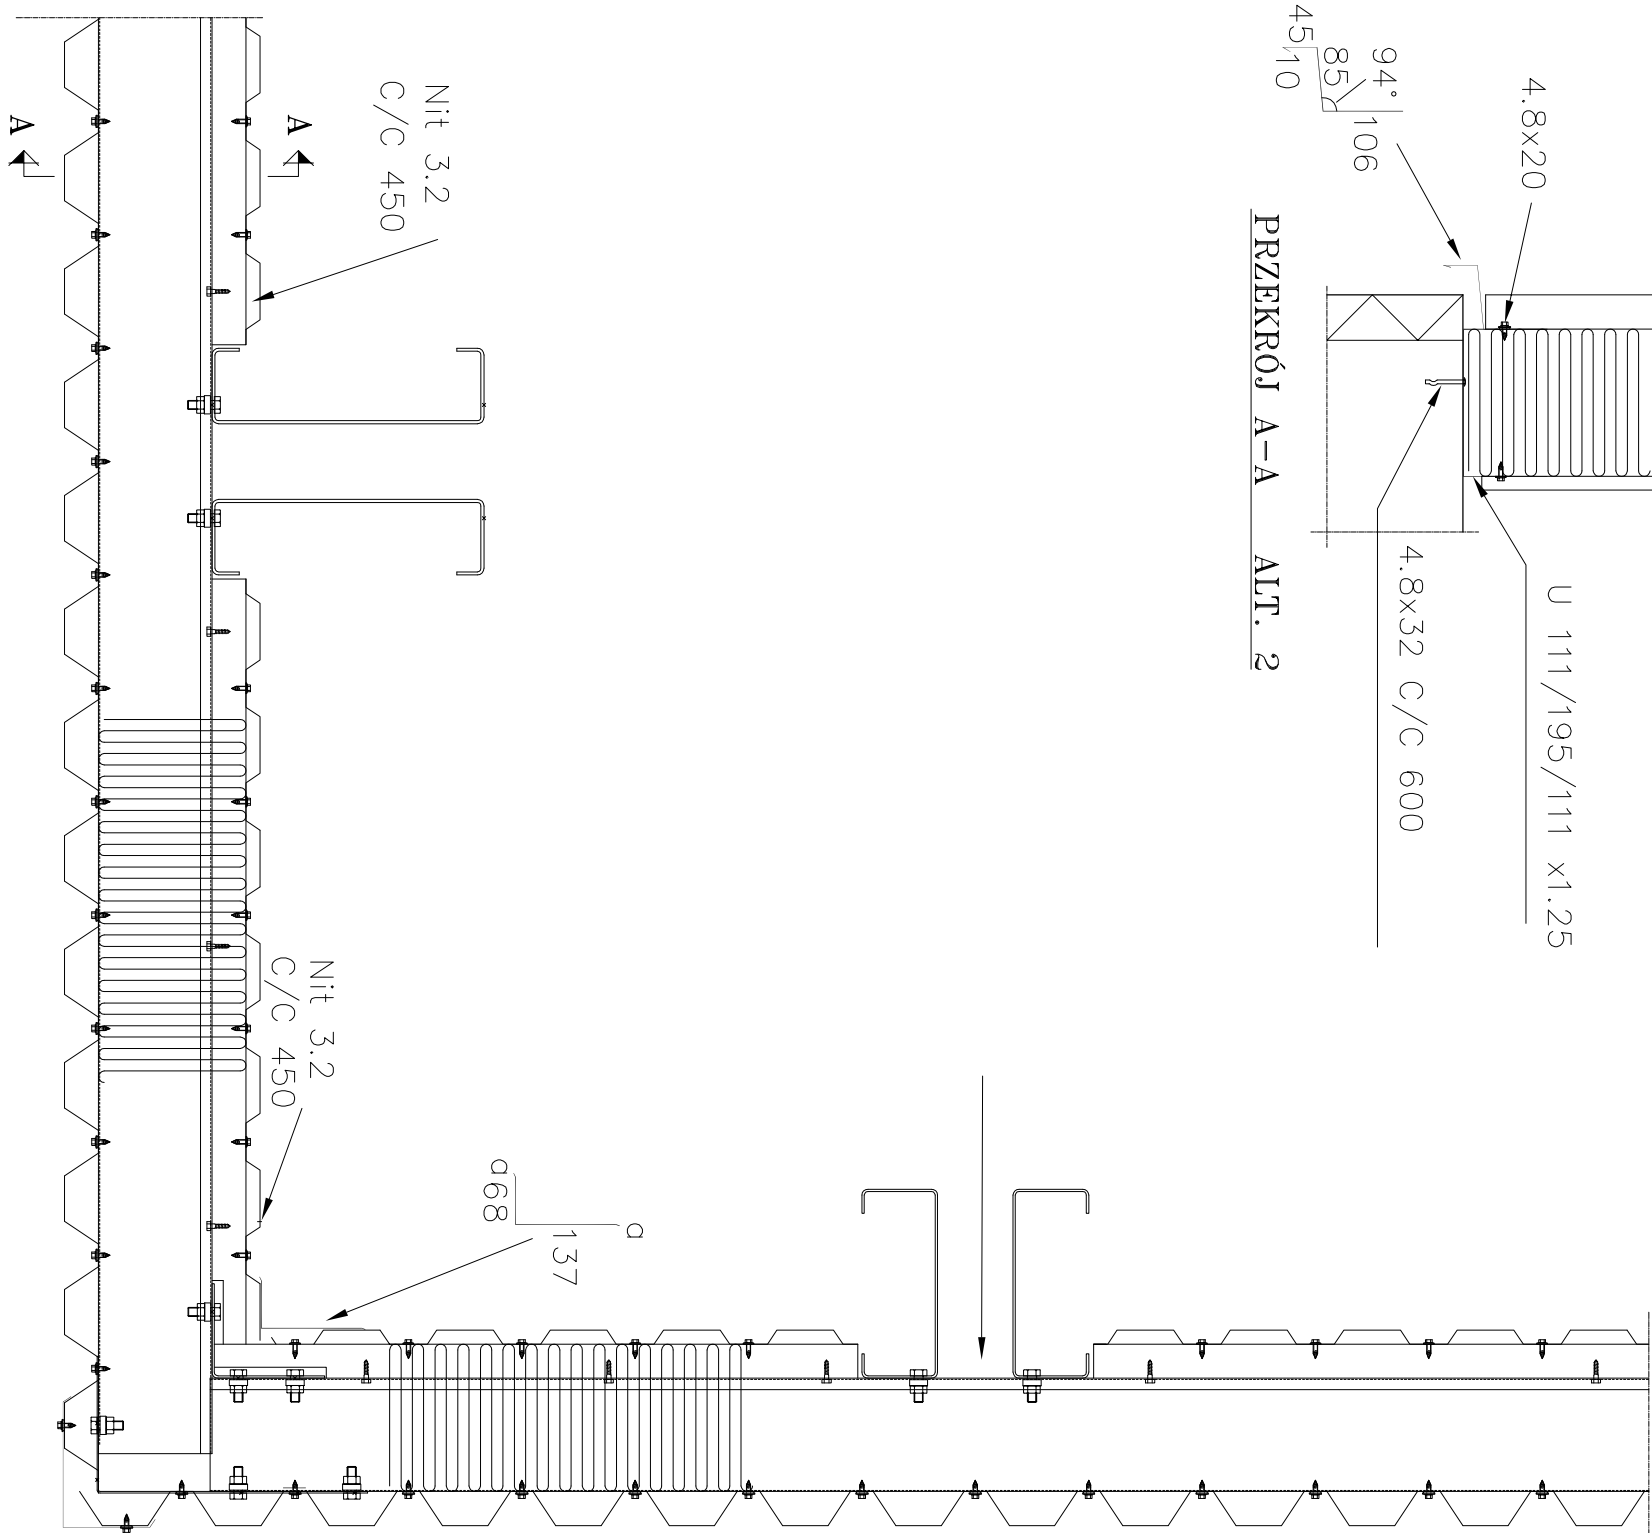 4.8x20
94°
85
45
10
106
U 111/195/111 x1.25
4.8x32 C/C 600
PRZEKRÓJ A-A ALT. 2
Nit 3.2
C/C 450
A
A
Nit 3.2
C/C 450
a
137
a
68